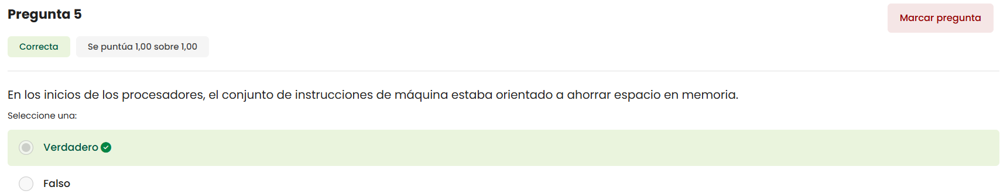 Pregunta 5
Marcar pregunta
Correcta
Se puntúa 1,00 sobre 1,00
En los inicios de los procesadores, el conjunto de instrucciones de máquina estaba orientado a ahorrar espacio en memoria.
Seleccione una:
Verdadero
Falso